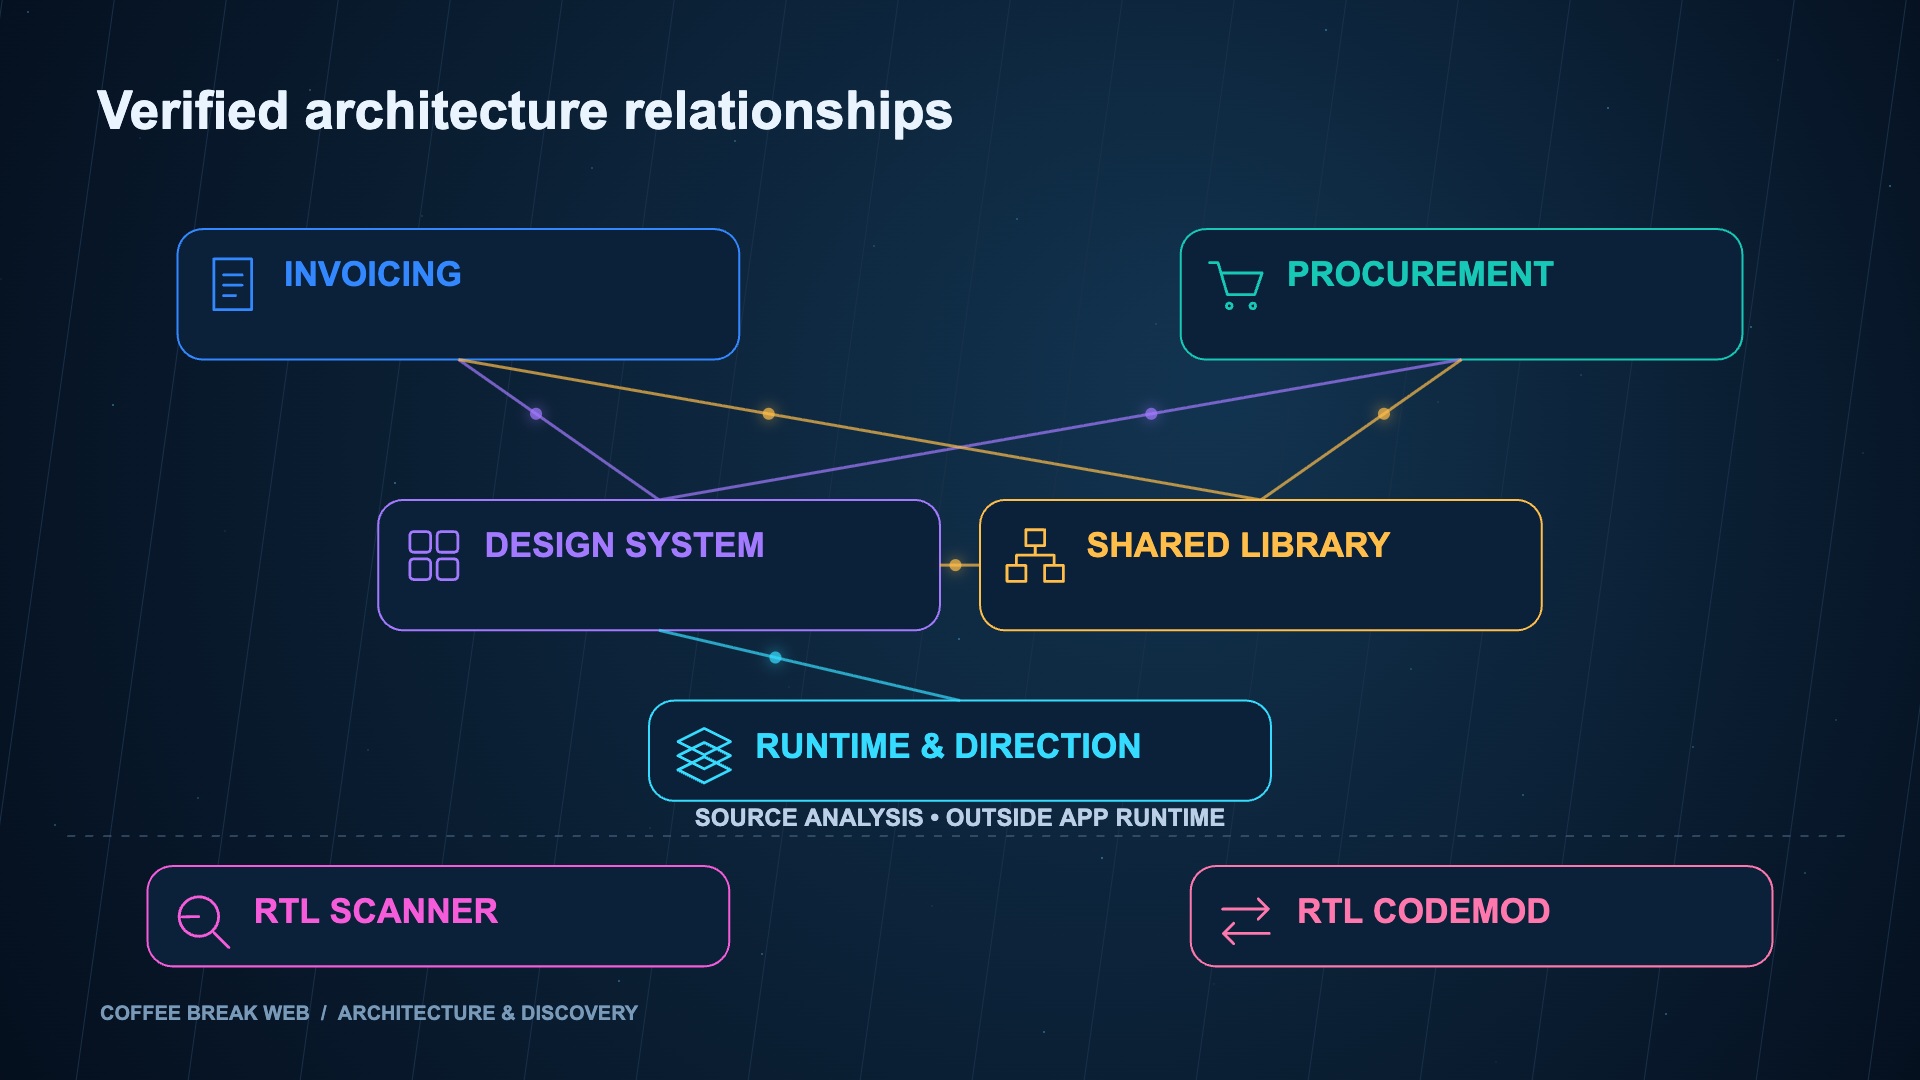 Verified architecture relationships
INVOICING
PROCUREMENT
DESIGN SYSTEM
SHARED LIBRARY
RUNTIME & DIRECTION
SOURCE ANALYSIS • OUTSIDE APP RUNTIME
RTL SCANNER
RTL CODEMOD
COFFEE BREAK WEB / ARCHITECTURE & DISCOVERY